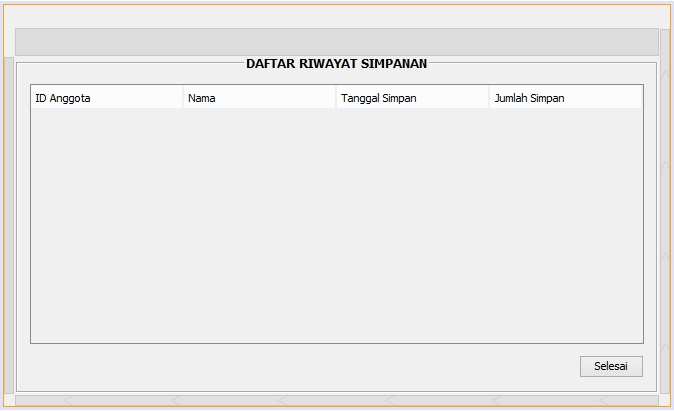 DAFTAR RIWAYAT SIMPANAN
ID Anggota Nama Tanggal Simpan Jumlah Simpan
Selesai